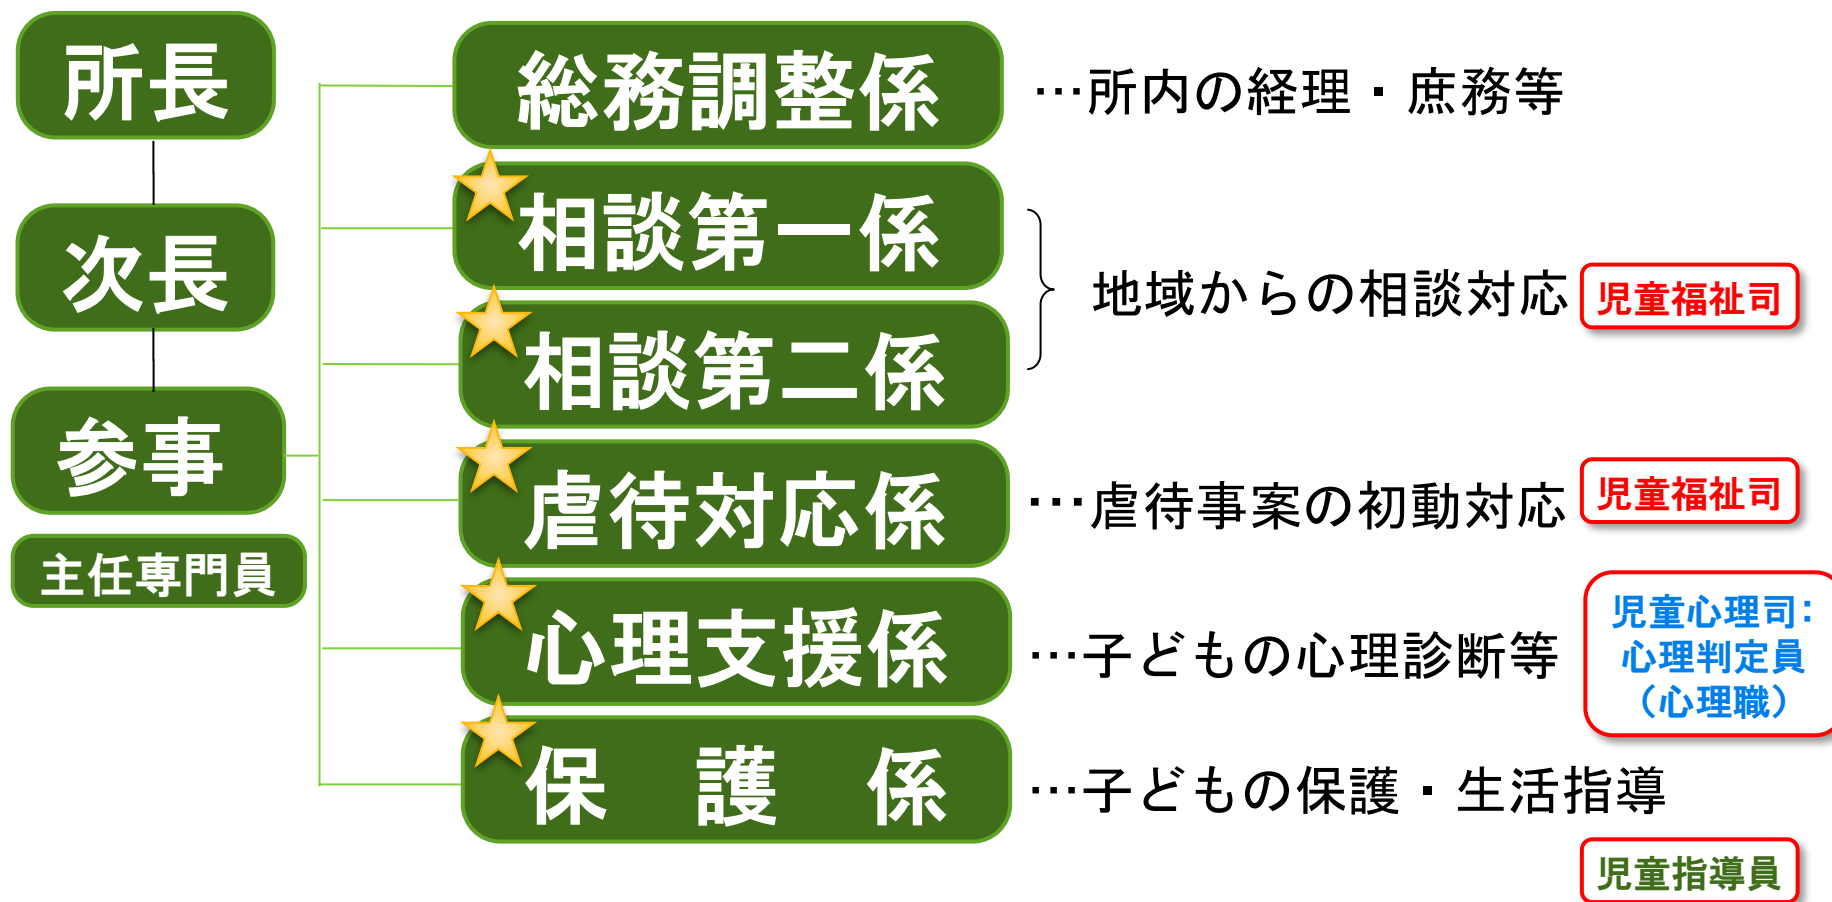 所長
次長
参事
主任専門員
総務調整係
…所内の経理・庶務等
相談第一係
相談第二係
地域からの相談対応
児童福祉司
虐待対応係
…虐待事案の初動対応
児童福祉司
心理支援係
…子どもの心理診断等
児童心理司：
心理判定員
（心理職）
保　護　係
…子どもの保護・生活指導
児童指導員